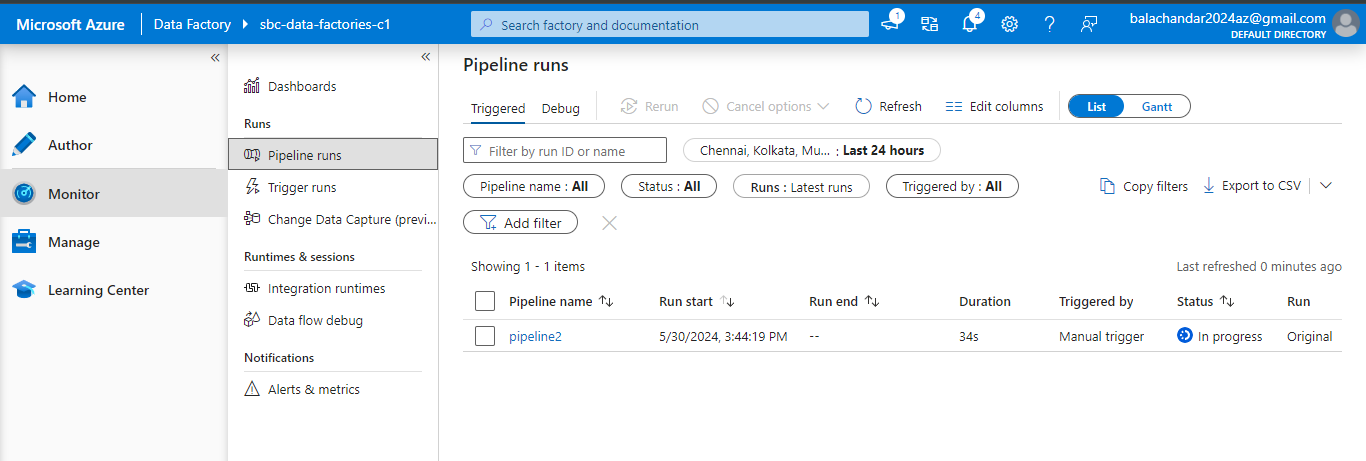 Microsoft Azure Data Factory sbc-data-factories-c1 Search factory and documentation 1 4 ? balachandar2024az@gmail.com
DEFAULT DIRECTORY
« «
Home
Author
Monitor
Manage
Learning Center
Dashboards
Runs
Pipeline runs
Trigger runs
Change Data Capture (previ...
Runtimes & sessions
Integration runtimes
Data flow debug
Notifications
Alerts & metrics
Pipeline runs
Triggered Debug Rerun Cancel options Refresh Edit columns List Gantt
Filter by run ID or name Chennai, Kolkata, Mu... : Last 24 hours
Pipeline name : All Status : All Runs : Latest runs Triggered by : All Copy filters Export to CSV
Add filter
Showing 1 - 1 items Last refreshed 0 minutes ago
Pipeline name Run start Run end Duration Triggered by Status Run
pipeline2 5/30/2024, 3:44:19 PM -- 34s Manual trigger In progress Original